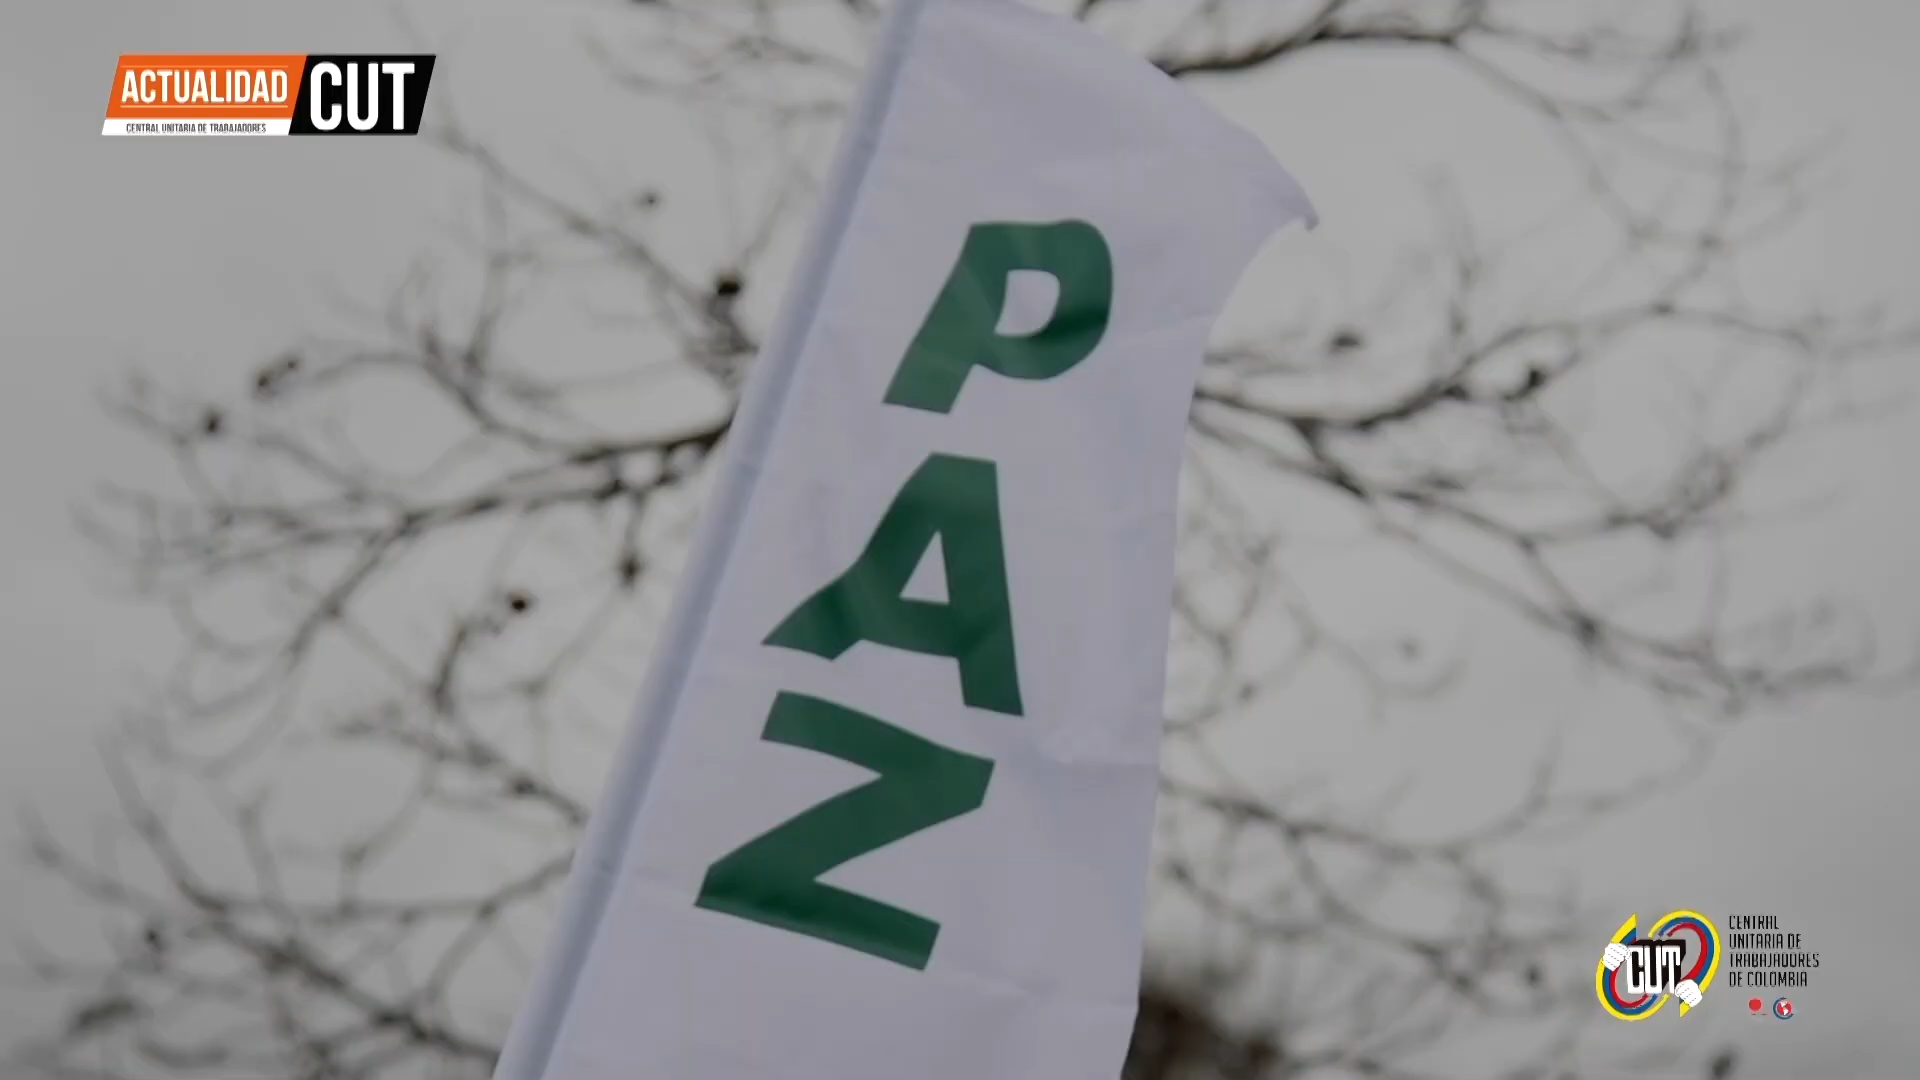 ACTUALIDAD
CUT
CENTRAL UNITARIA DE TRABAJADORES
PAZ
CUT
CENTRAL
UNITARIA DE
TRABAJADORES
DE COLOMBIA